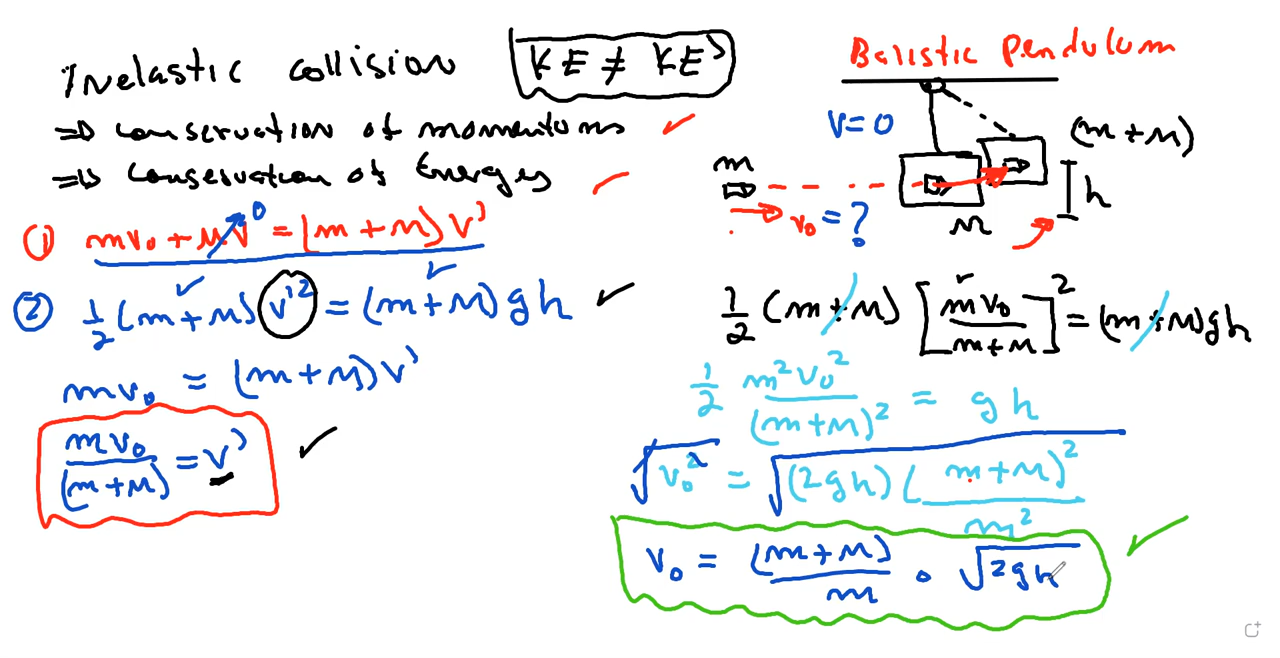 Inelastic collision KE ≠ KE'
⇒ conservation of momentums ✓
⇒ conservation of Energies ✓
① mv₀ + Mv⁰ = (m+M)v'
② 1/2 (m+M) v'² = (m+M)gh ✓
mv₀ = (m+M)v'
mv₀/(m+M) = v' ✓
Balistic Pendulum
V=0
(m+M)
m
h
v₀ = ?
M
1/2 (m+M) [mv₀/(m+M)]² = (m+M)gh
1/2 m²v₀²/(m+M)² = gh
√v₀² = √(2gh)(m+M)²/m²
v₀ = (m+M)/m • √2gh ✓